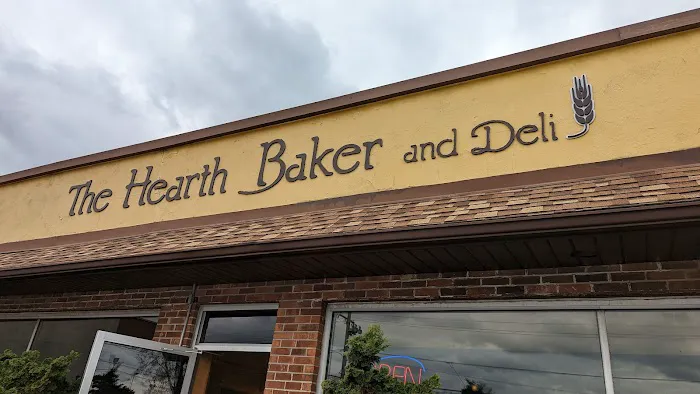 The Hearth Baker and Deli
OPEN